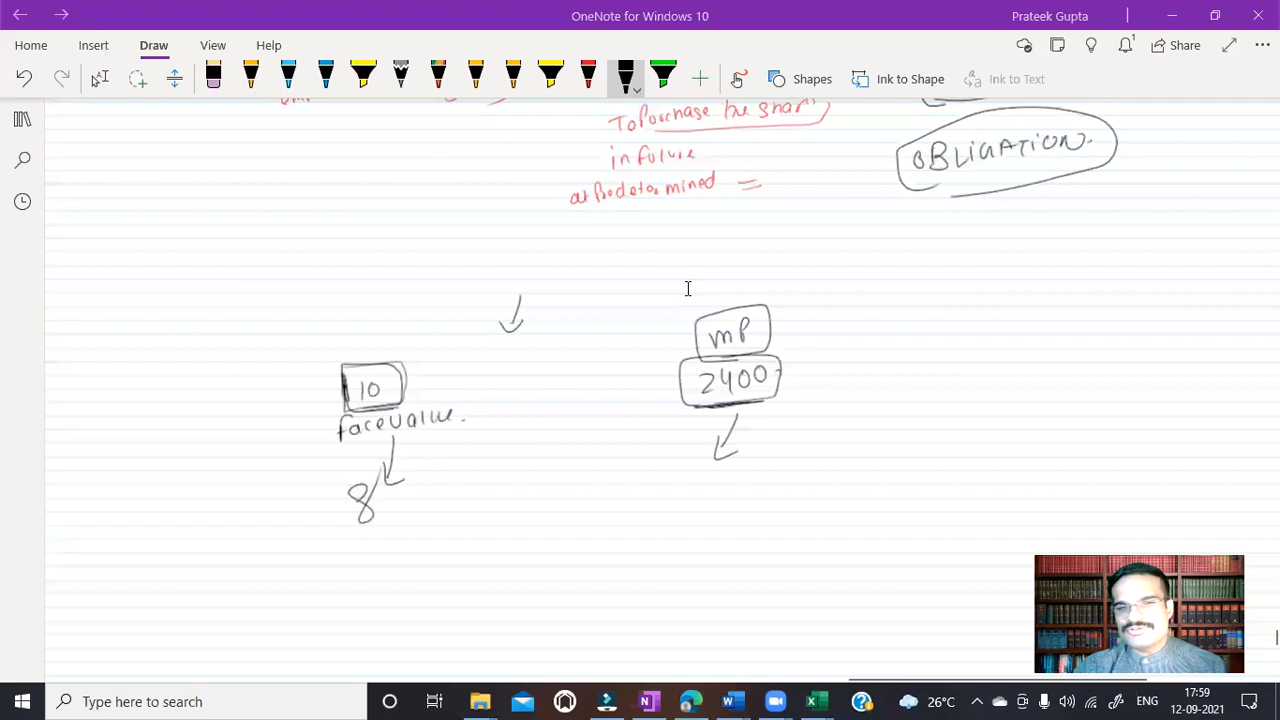 OneNote for Windows 10
Prateek Gupta
Home Insert Draw View Help
Share
Shapes
Ink to Shape
Ink to Text
To Purchase the share
in future
at Predetermined =
OBLIGATION.
mP
2400
10
facevalue.
8
Type here to search
26°C
ENG
17:59
12-09-2021